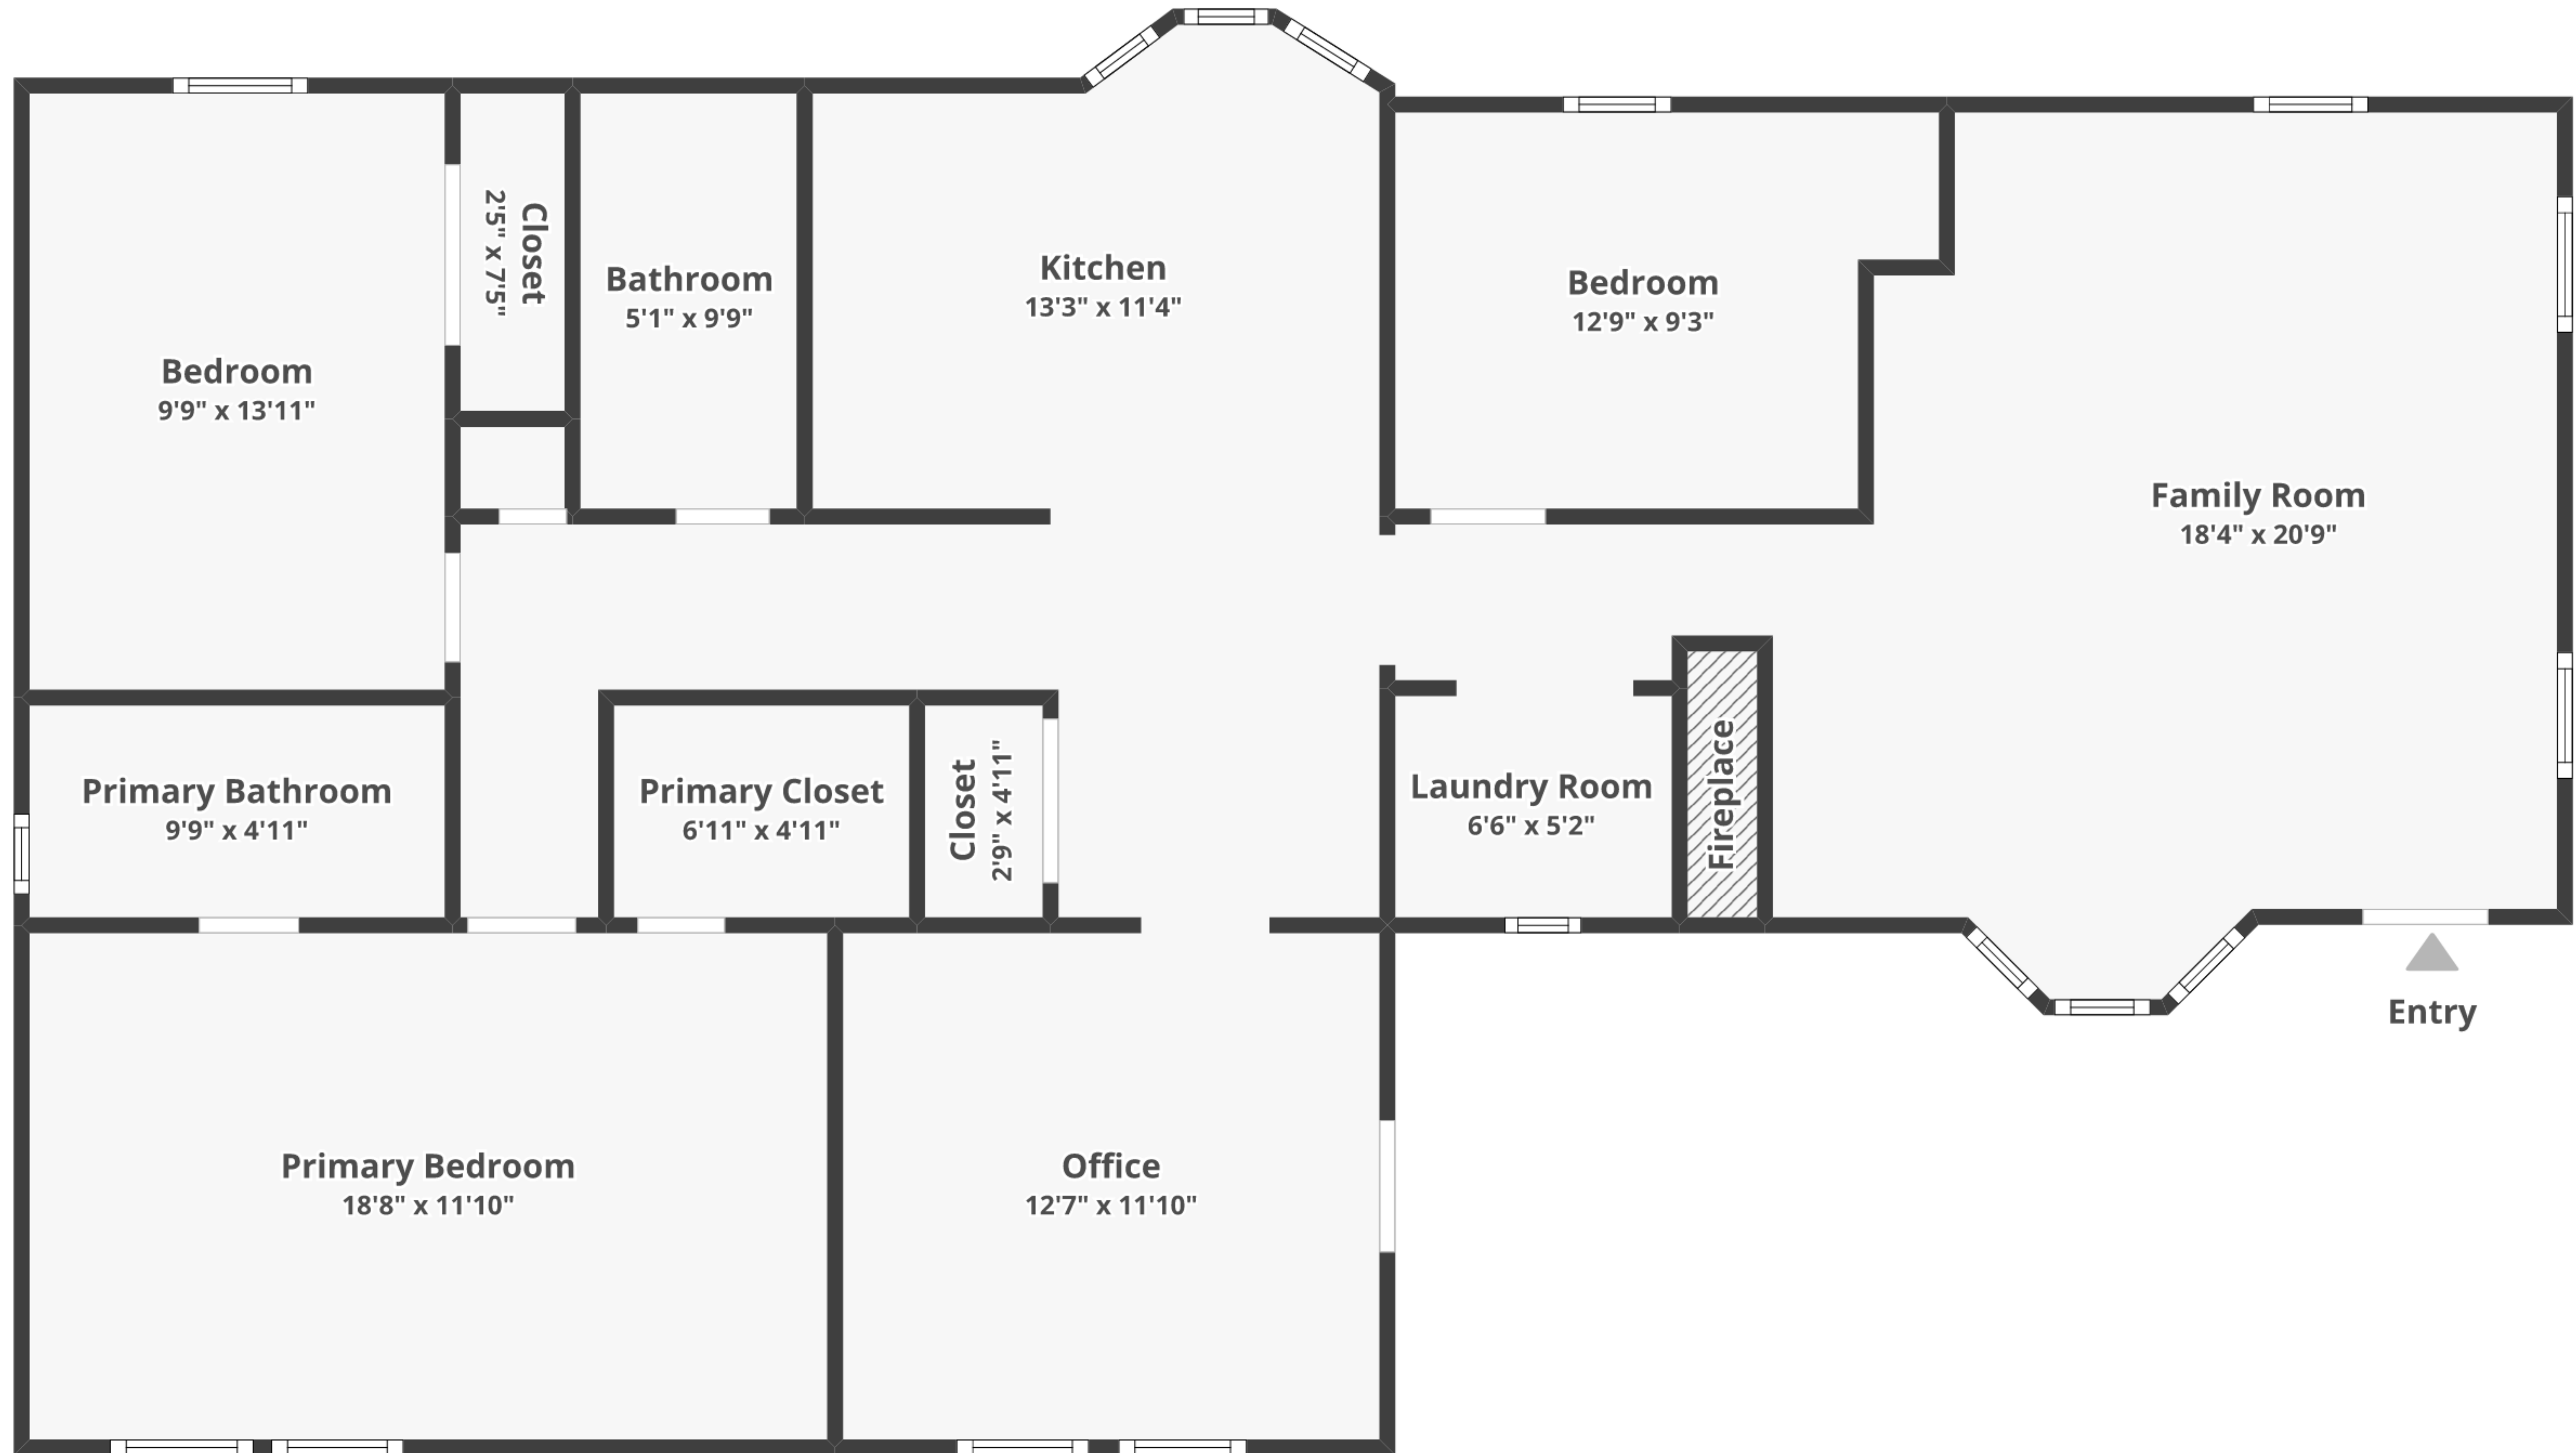 Closet
2'5" x 7'5"
Bathroom
5'1" x 9'9"
Kitchen
13'3" x 11'4"
Bedroom
12'9" x 9'3"
Bedroom
9'9" x 13'11"
Family Room
18'4" x 20'9"
Primary Bathroom
9'9" x 4'11"
Primary Closet
6'11" x 4'11"
Closet
2'9" x 4'11"
Laundry Room
6'6" x 5'2"
Fireplace
Entry
Primary Bedroom
18'8" x 11'10"
Office
12'7" x 11'10"